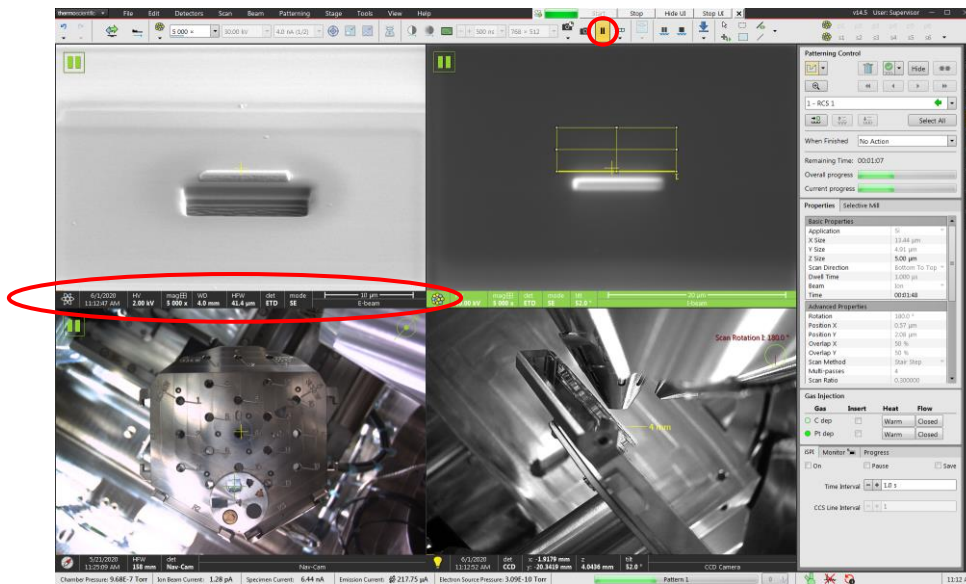 thermoscientific File Edit Detectors Scan Beam Patterning Stage Tools View Help Start Stop Hide UI Stop UI v14.5 User: Supervisor
5 000 × 30.00 kV 4.0 nA (1/2) 500 ns 768 × 512 s1 s2 s3 s4 s5 s6
Patterning Control
Hide
1 - RCS 1
Select All
When Finished No Action
Remaining Time: 00:01:07
Overall progress
Current progress
Properties Selective Mill
Basic Properties
Application Si
X Size 13.44 µm
Y Size 4.91 µm
Z Size 5.00 µm
Scan Direction Bottom To Top
Dwell Time 1.000 µs
Beam Ion
Time 00:01:48
Advanced Properties
Rotation 180.0 °
Position X 0.57 µm
Position Y 2.08 µm
Overlap X 50 %
Overlap Y 50 %
Scan Method Stair Step
Multi-passes 4
Scan Ratio 0.300000
Gas Injection
Gas Insert Heat Flow
C dep Warm Closed
Pt dep Warm Closed
iSPI Monitor Progress
On Pause Save
Time Interval 1.0 s
CCS Line Interval 1
6/1/2020 HV mag WD HFW det mode 10 µm
11:12:47 AM 2.00 kV 5 000 x 4.0 mm 41.4 µm ETD SE E-beam
mag det mode tilt 20 µm
5 000 x ETD SE 52.0 ° I-beam
Scan Rotation I: 180.0 °
4 mm
5/21/2020 HFW det
11:25:09 AM 158 mm Nav-Cam Nav-Cam
6/1/2020 det x: -1.9176 mm z tilt
11:12:52 AM CCD y: -20.3419 mm 4.0436 mm 52.0 ° CCD Camera
Chamber Pressure: 9.68E-7 Torr Ion Beam Current: 1.28 pA Specimen Current: 6.44 nA Emission Current: 217.75 µA Electron Source Pressure: 3.09E-10 Torr Pattern 1